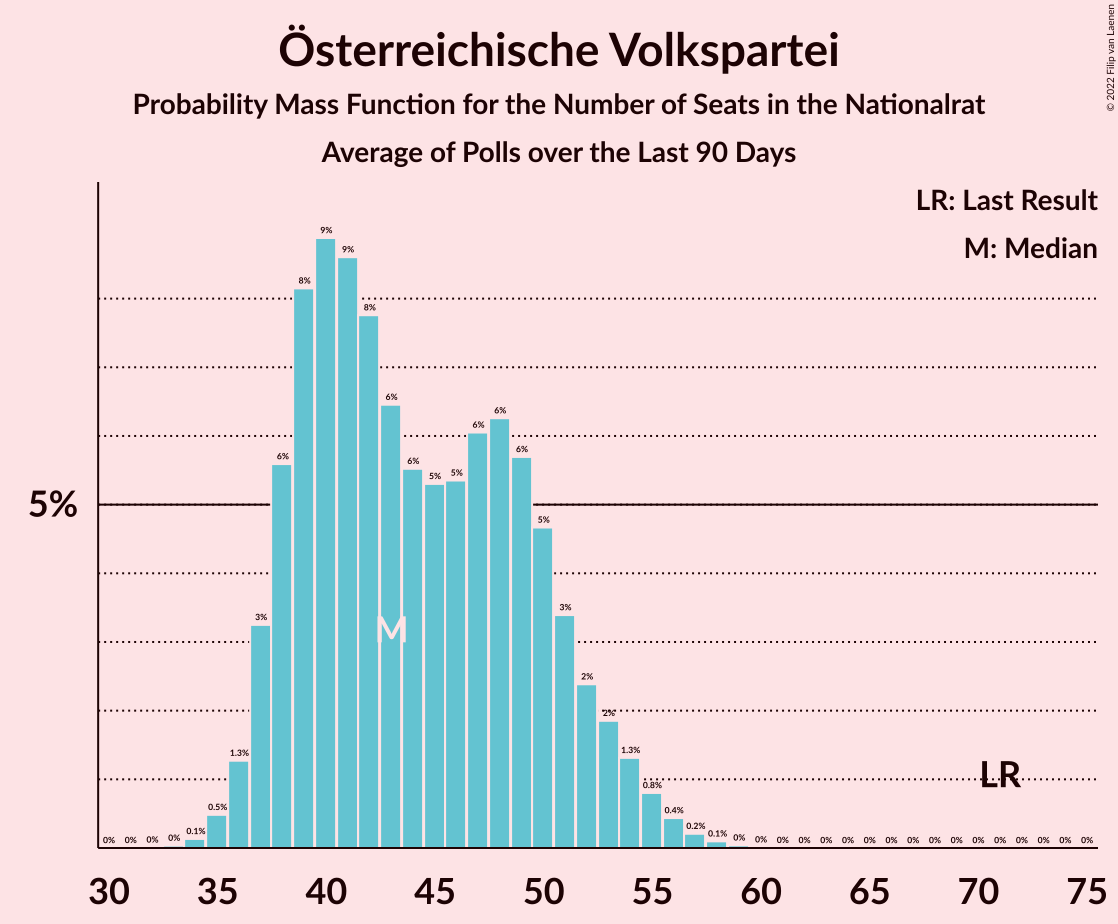 Österreichische Volkspartei
Probability Mass Function for the Number of Seats in the Nationalrat
Average of Polls over the Last 90 Days
© 2022 Filip van Laenen
LR: Last Result
M: Median
5%
0% 0% 0% 0% 0.1% 0.5% 1.3% 3% 6% 8% 9% 9% 8% 6% 6% 5% 5% 6% 6% 6% 5% 3% 2% 2% 1.3% 0.8% 0.4% 0.2% 0.1% 0% 0% 0% 0% 0% 0% 0% 0% 0% 0% 0% 0% 0% 0% 0% 0% 0%
M
LR
30 35 40 45 50 55 60 65 70 75